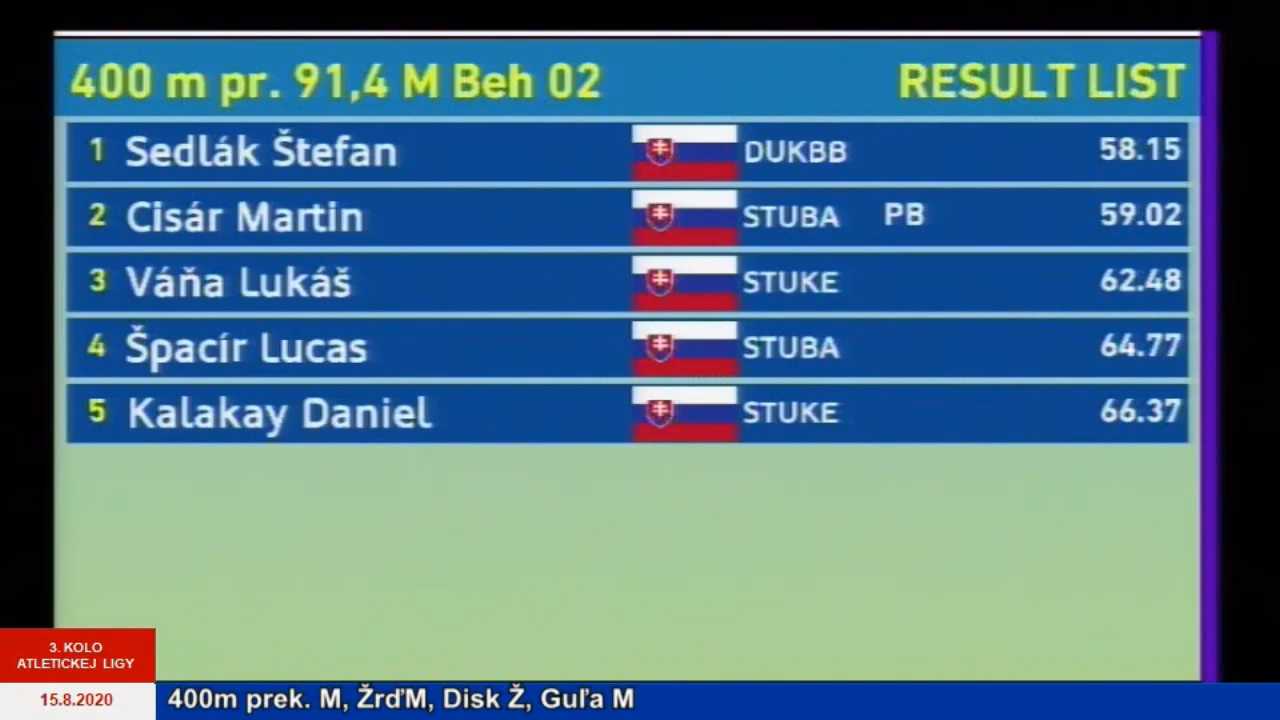 400 m pr. 91,4 M Beh 02 RESULT LIST
1 Sedlák Štefan DUKBB 58.15
2 Cisár Martin STUBA PB 59.02
3 Váňa Lukáš STUKE 62.48
4 Špacír Lucas STUBA 64.77
5 Kalakay Daniel STUKE 66.37
3. KOLO
ATLETICKEJ LIGY
15.8.2020 400m prek. M, ŽrďM, Disk Ž, Guľa M